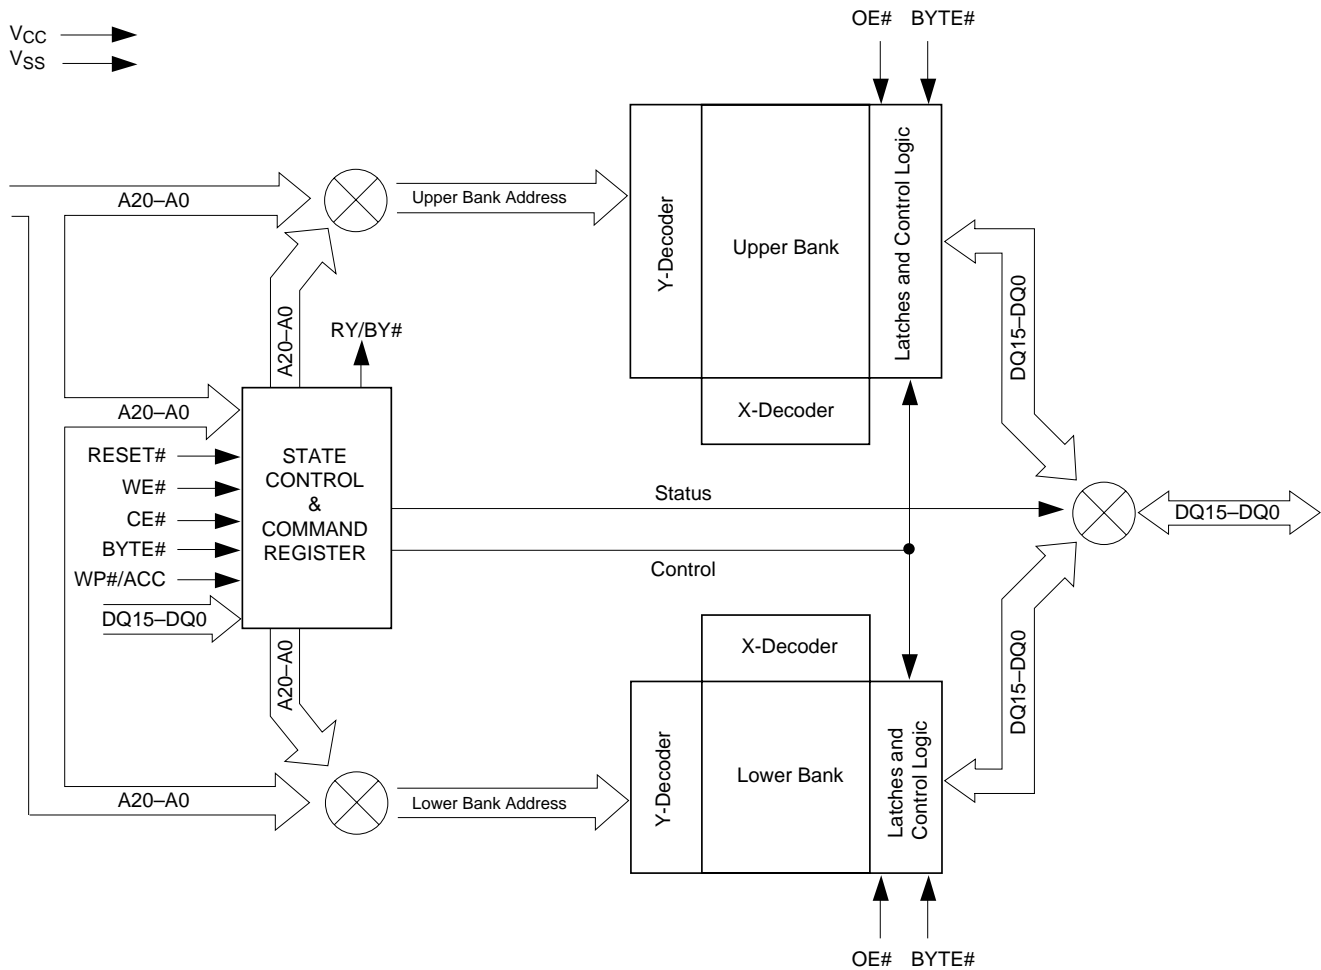 OE# BYTE#
VCC
VSS
A20–A0
Upper Bank Address
Y-Decoder
Upper Bank
Latches and Control Logic
A20–A0
RY/BY#
DQ15–DQ0
X-Decoder
A20–A0
RESET#
WE#
CE#
BYTE#
WP#/ACC
DQ15–DQ0
STATE
CONTROL
&
COMMAND
REGISTER
Status
Control
DQ15–DQ0
A20–A0
X-Decoder
DQ15–DQ0
Y-Decoder
Lower Bank
Latches and
Control Logic
A20–A0
Lower Bank Address
OE# BYTE#